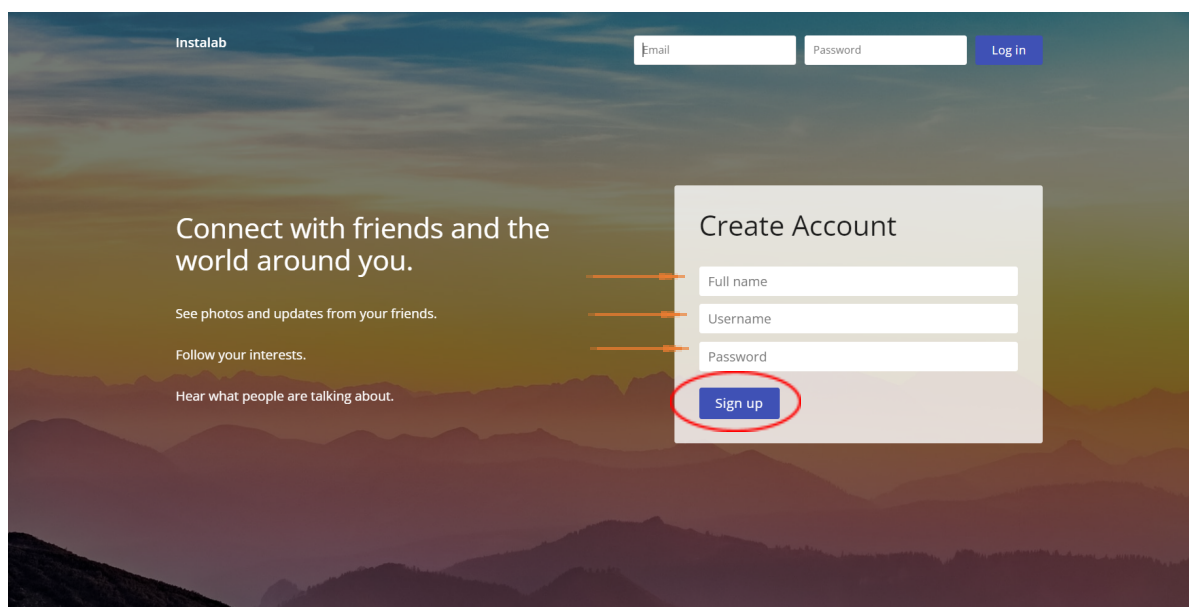 Instalab
Email
Password
Log in
Connect with friends and the
world around you.
See photos and updates from your friends.
Follow your interests.
Hear what people are talking about.
Create Account
Full name
Username
Password
Sign up